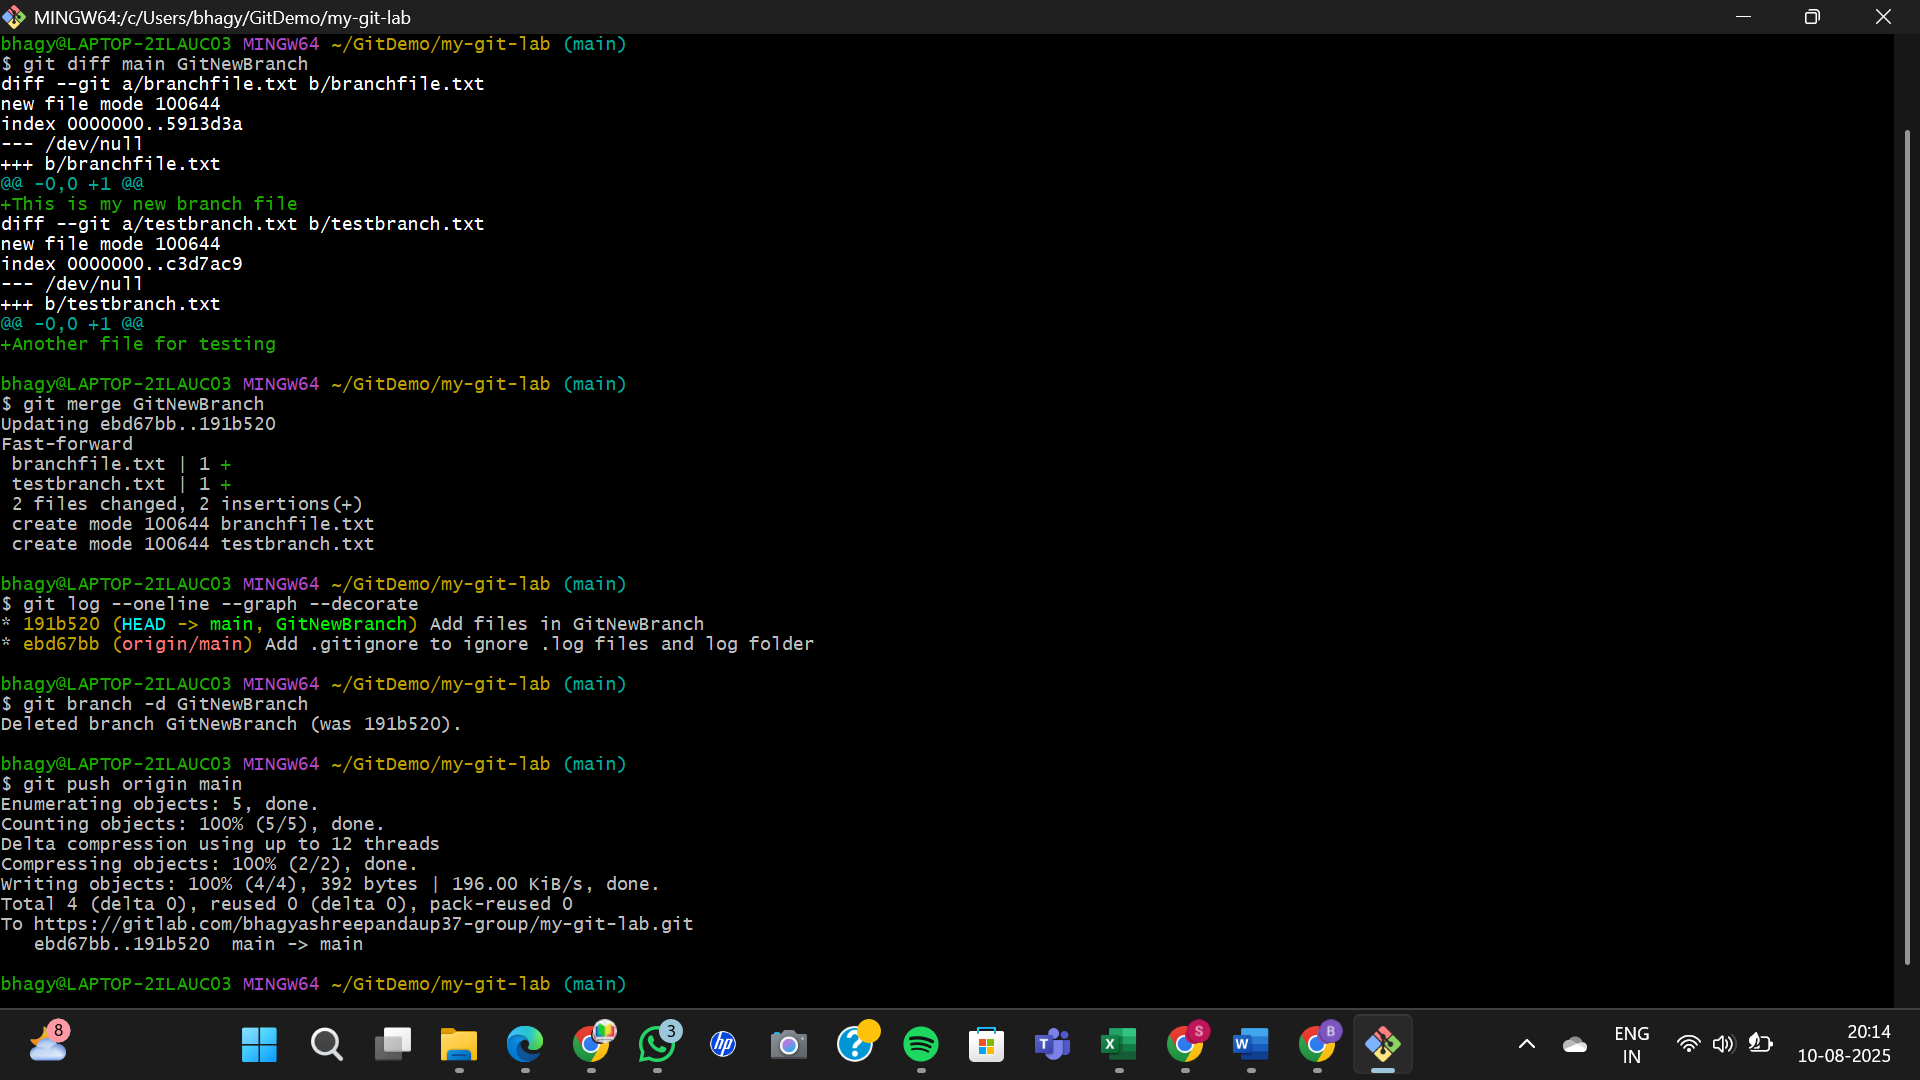 MINGW64:/c/Users/bhagy/GitDemo/my-git-lab
bhagy@LAPTOP-2ILAUCO3 MINGW64 ~/GitDemo/my-git-lab (main)
$ git diff main GitNewBranch
diff --git a/branchfile.txt b/branchfile.txt
new file mode 100644
index 0000000..5913d3a
--- /dev/null
+++ b/branchfile.txt
@@ -0,0 +1 @@
+This is my new branch file
diff --git a/testbranch.txt b/testbranch.txt
new file mode 100644
index 0000000..c3d7ac9
--- /dev/null
+++ b/testbranch.txt
@@ -0,0 +1 @@
+Another file for testing
bhagy@LAPTOP-2ILAUCO3 MINGW64 ~/GitDemo/my-git-lab (main)
$ git merge GitNewBranch
Updating ebd67bb..191b520
Fast-forward
branchfile.txt | 1 +
testbranch.txt | 1 +
2 files changed, 2 insertions(+)
create mode 100644 branchfile.txt
create mode 100644 testbranch.txt
bhagy@LAPTOP-2ILAUCO3 MINGW64 ~/GitDemo/my-git-lab (main)
$ git log --oneline --graph --decorate
* 191b520 (HEAD -> main, GitNewBranch) Add files in GitNewBranch
* ebd67bb (origin/main) Add .gitignore to ignore .log files and log folder
bhagy@LAPTOP-2ILAUCO3 MINGW64 ~/GitDemo/my-git-lab (main)
$ git branch -d GitNewBranch
Deleted branch GitNewBranch (was 191b520).
bhagy@LAPTOP-2ILAUCO3 MINGW64 ~/GitDemo/my-git-lab (main)
$ git push origin main
Enumerating objects: 5, done.
Counting objects: 100% (5/5), done.
Delta compression using up to 12 threads
Compressing objects: 100% (2/2), done.
Writing objects: 100% (4/4), 392 bytes | 196.00 KiB/s, done.
Total 4 (delta 0), reused 0 (delta 0), pack-reused 0
To https://gitlab.com/bhagyashreepandaup37-group/my-git-lab.git
ebd67bb..191b520  main -> main
bhagy@LAPTOP-2ILAUCO3 MINGW64 ~/GitDemo/my-git-lab (main)
8
3
hp
?
T
X
S
W
B
ENG
IN
20:14
10-08-2025